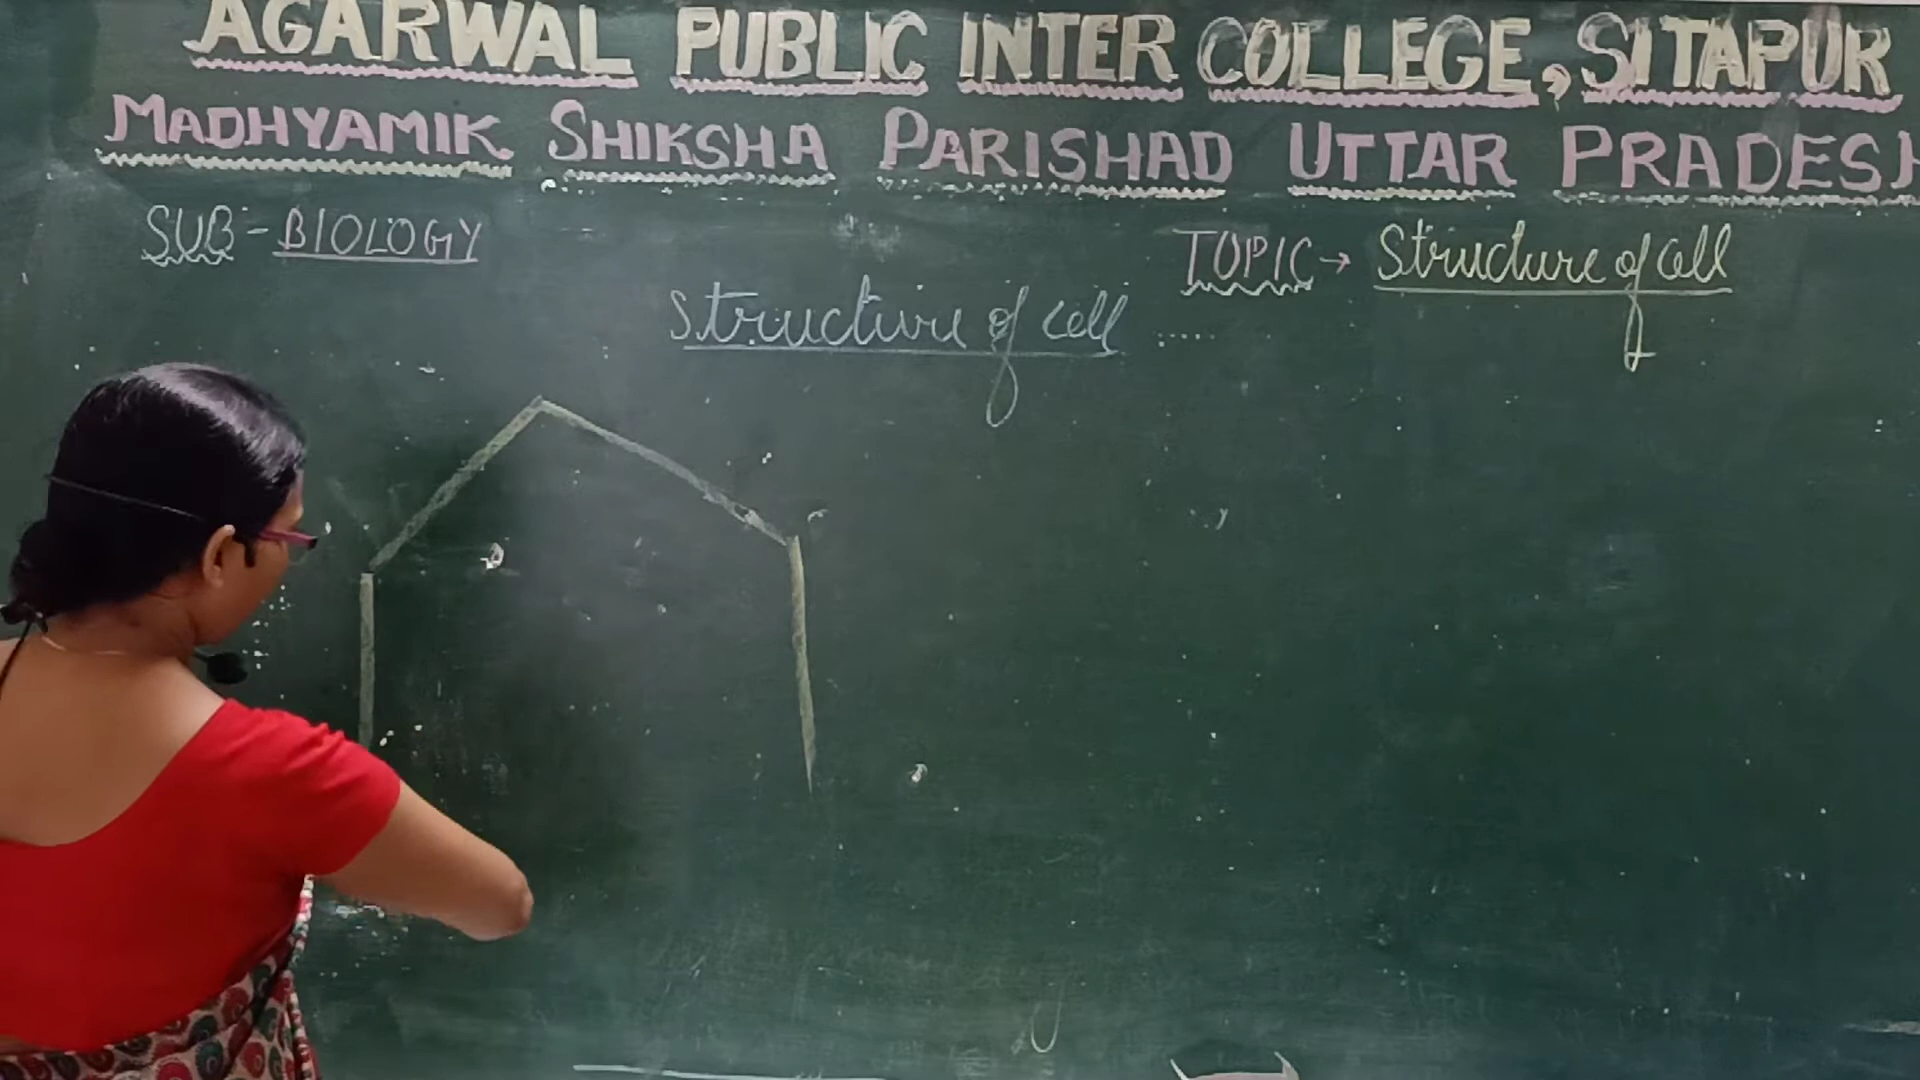 AGARWAL PUBLIC INTER COLLEGE, SITAPUR
MADHYAMIK SHIKSHA PARISHAD UTTAR PRADESH
SUB - BIOLOGY
TOPIC → Structure of Cell
Structure of Cell .....